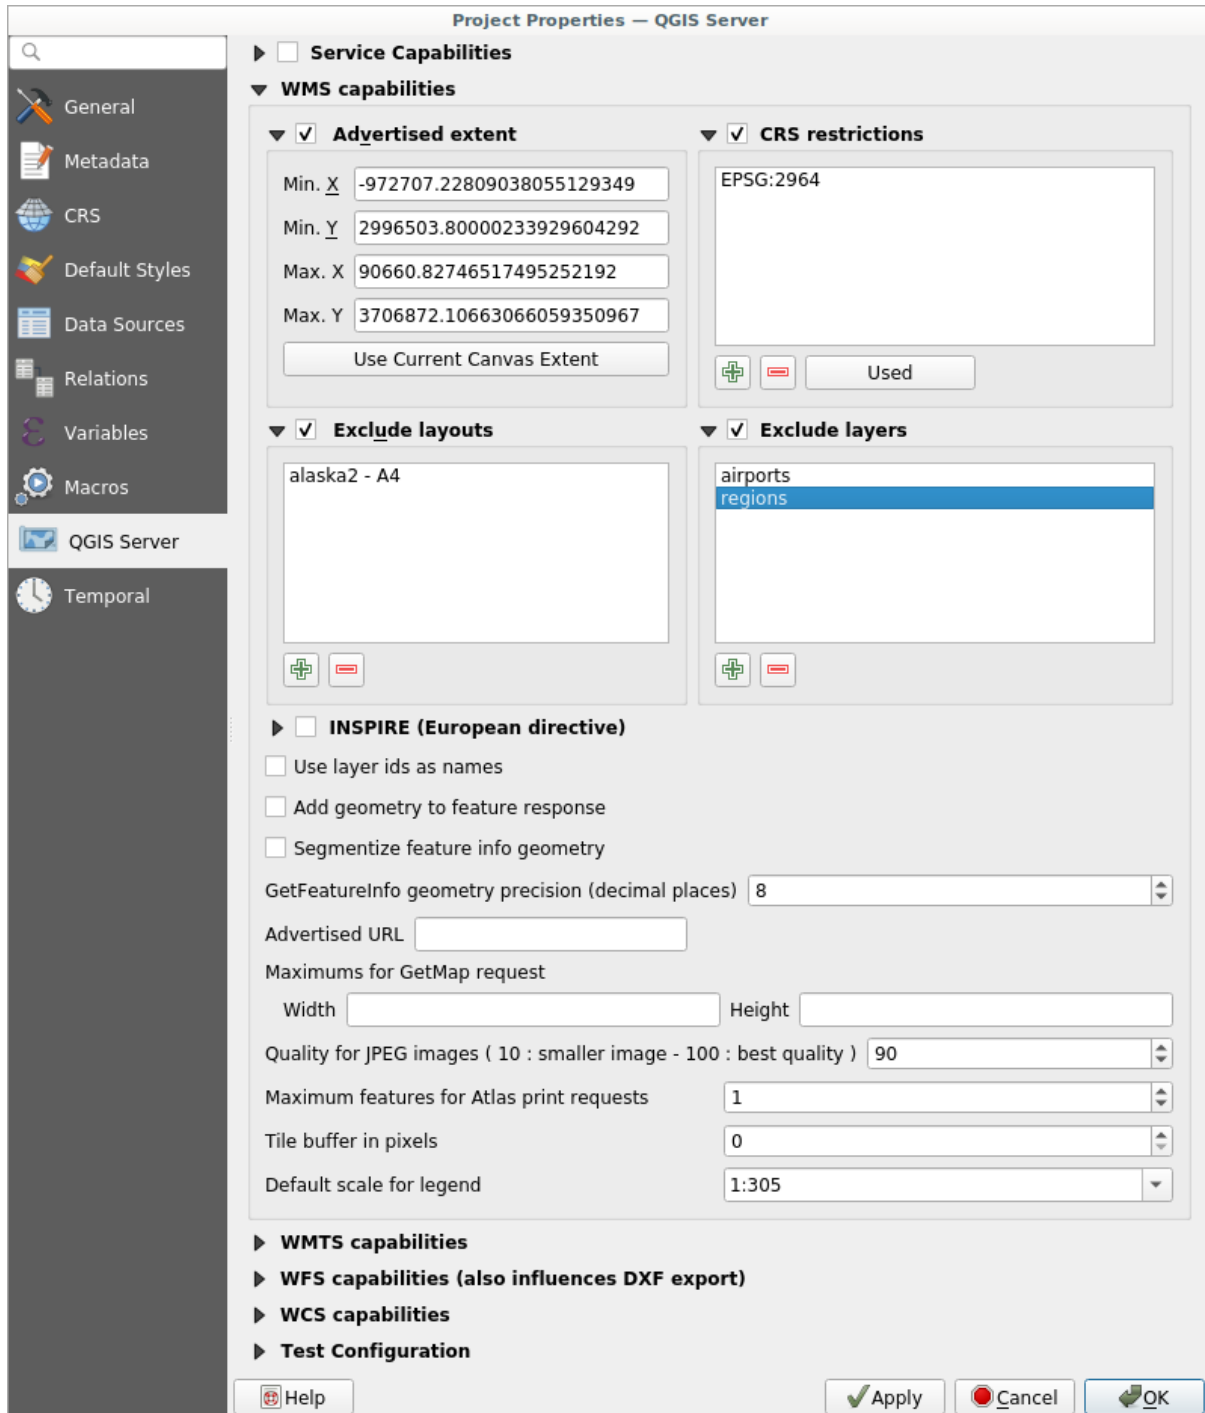 Project Properties — QGIS Server
General
Metadata
CRS
Default Styles
Data Sources
Relations
Variables
Macros
QGIS Server
Temporal
Service Capabilities
WMS capabilities
Advertised extent
Min. X -972707.22809038055129349
Min. Y 2996503.80000233929604292
Max. X 90660.82746517495252192
Max. Y 3706872.10663066059350967
Use Current Canvas Extent
CRS restrictions
EPSG:2964
Used
Exclude layouts
alaska2 - A4
Exclude layers
airports
regions
INSPIRE (European directive)
Use layer ids as names
Add geometry to feature response
Segmentize feature info geometry
GetFeatureInfo geometry precision (decimal places) 8
Advertised URL
Maximums for GetMap request
Width Height
Quality for JPEG images ( 10 : smaller image - 100 : best quality ) 90
Maximum features for Atlas print requests 1
Tile buffer in pixels 0
Default scale for legend 1:305
WMTS capabilities
WFS capabilities (also influences DXF export)
WCS capabilities
Test Configuration
Help Apply Cancel OK